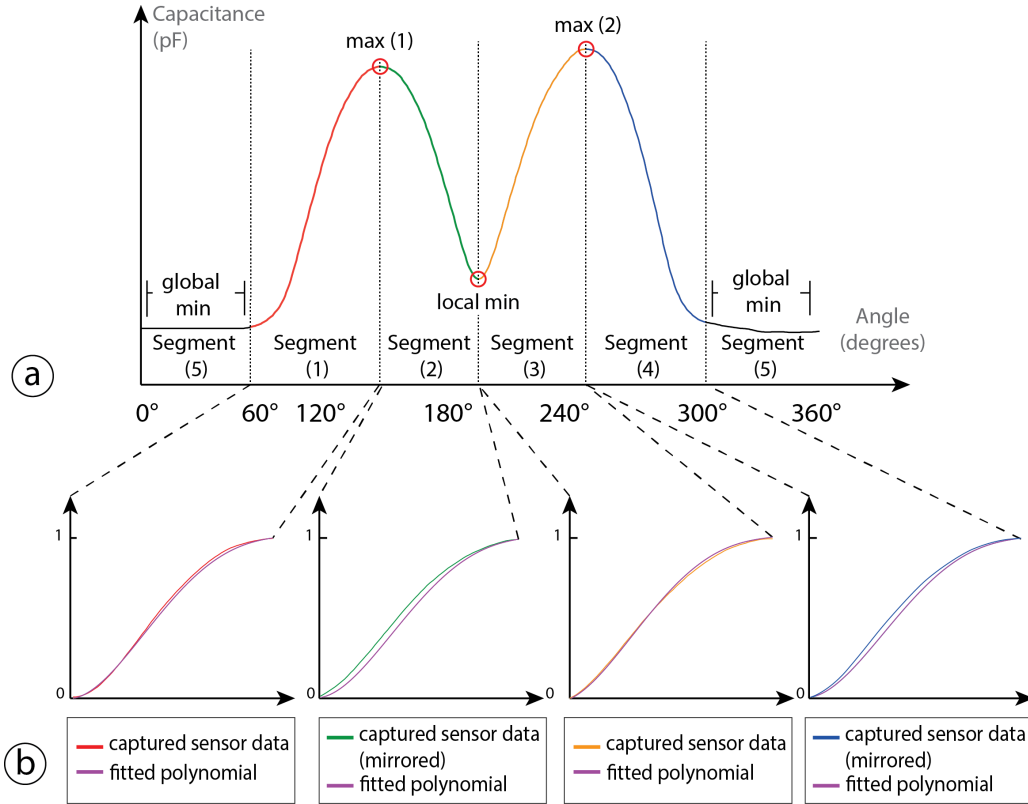 Capacitance
(pF)
max (1)
max (2)
global
min
local min
global
min
Angle
(degrees)
Segment
(5)
Segment
(1)
Segment
(2)
Segment
(3)
Segment
(4)
Segment
(5)
a
0° 60° 120° 180° 240° 300° 360°
1 1 1 1
0 0 0 0
b
captured sensor data
fitted polynomial
captured sensor data
(mirrored)
fitted polynomial
captured sensor data
fitted polynomial
captured sensor data
(mirrored)
fitted polynomial